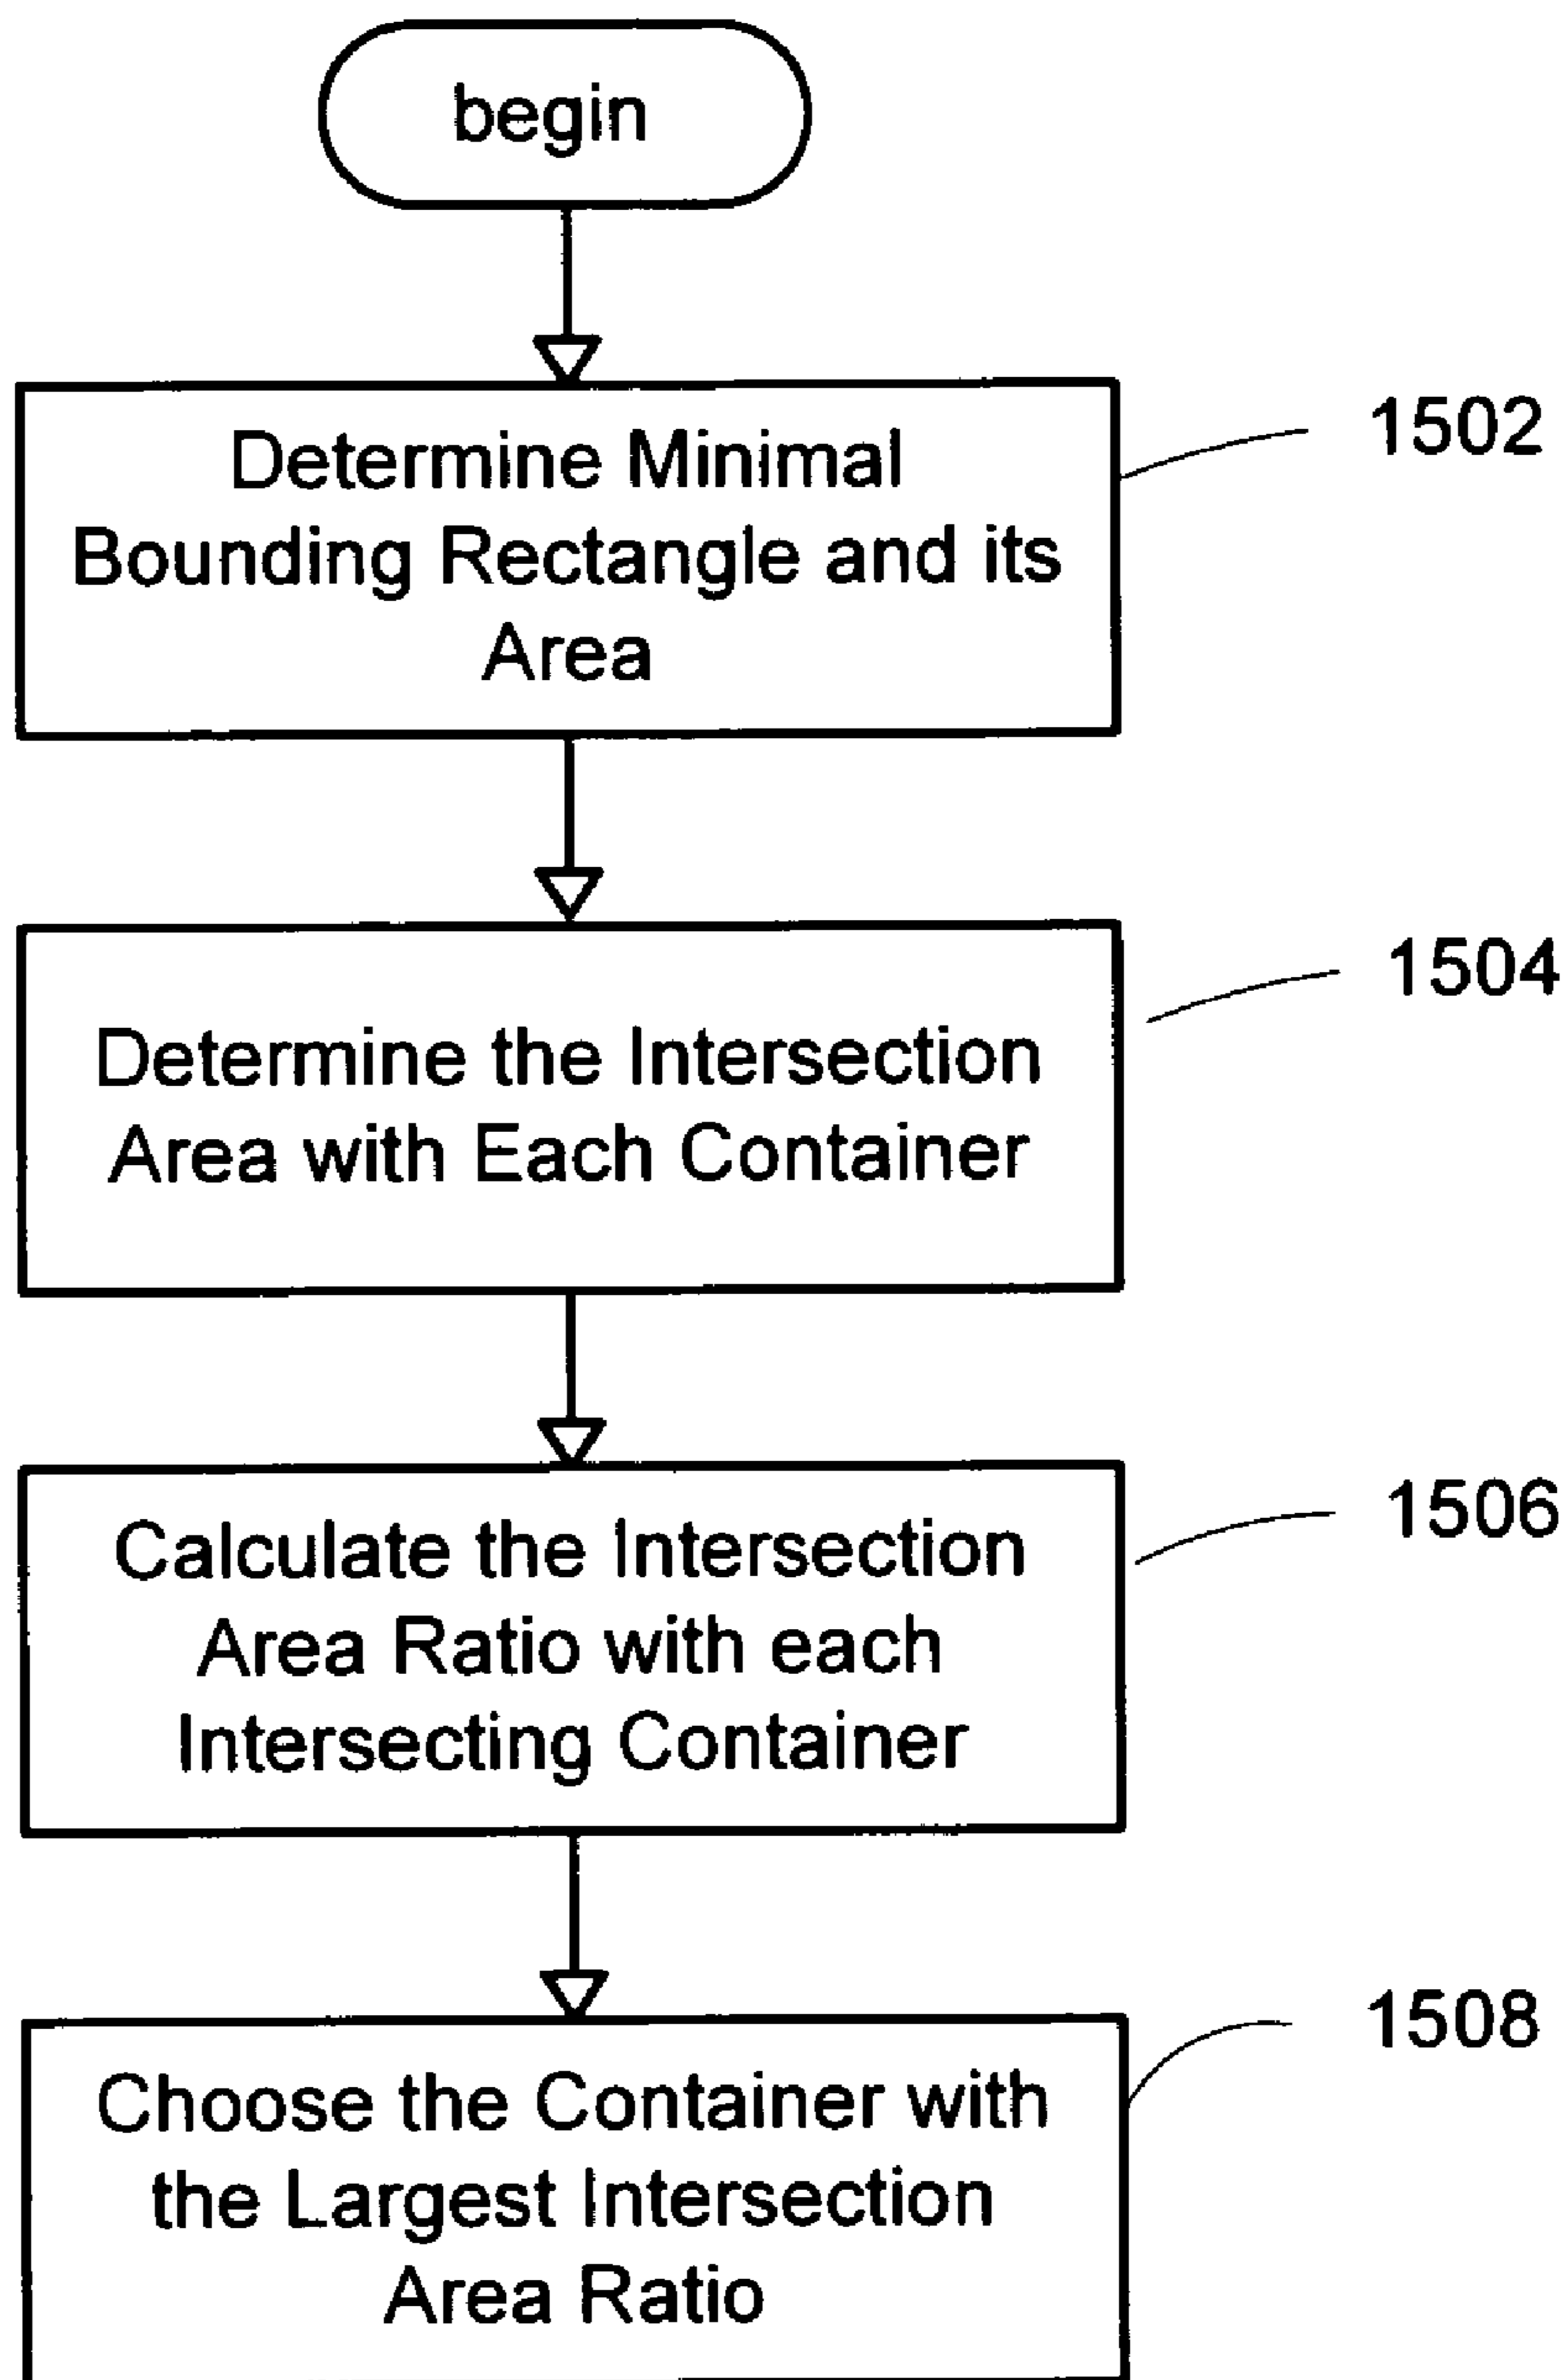 begin
Determine Minimal
Bounding Rectangle and its
Area
1502
Determine the Intersection
Area with Each Container
1504
Calculate the Intersection
Area Ratio with each
Intersecting Container
1506
Choose the Container with
the Largest Intersection
Area Ratio
1508